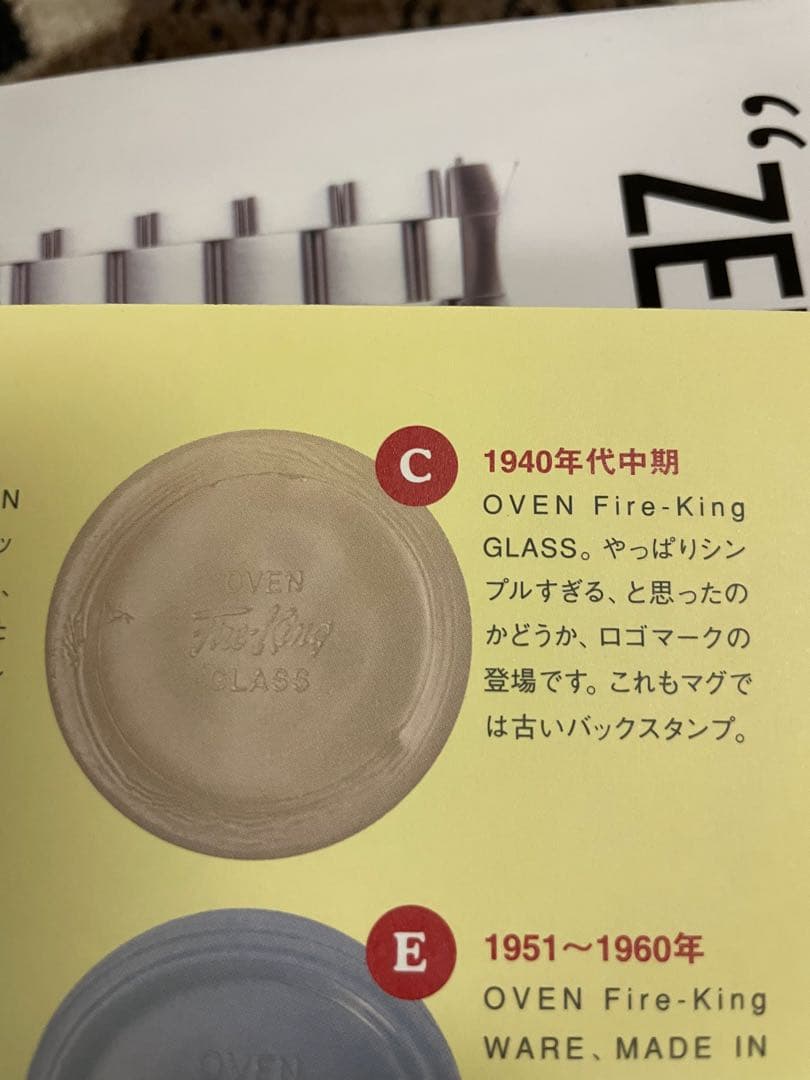 ” ZE
C
1940年代中期
OVEN Fire-King
GLASS。やっぱりシン
プルすぎる、と思ったの
かどうか、ロゴマークの
登場です。これもマグで
は古いバックスタンプ。
OVEN
Fire-King
GLASS
N
ッ
、
E
1951〜1960年
OVEN Fire-King
WARE、MADE IN
OVEN